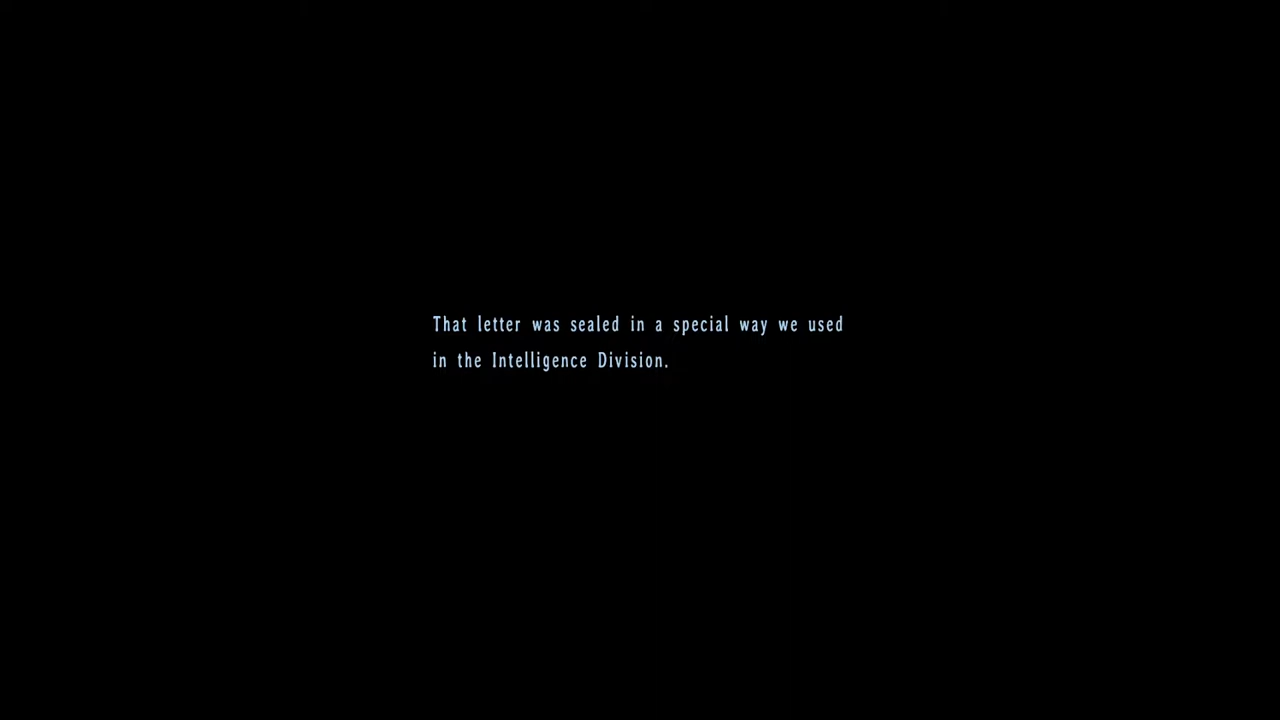 That letter was sealed in a special way we used
in the Intelligence Division.